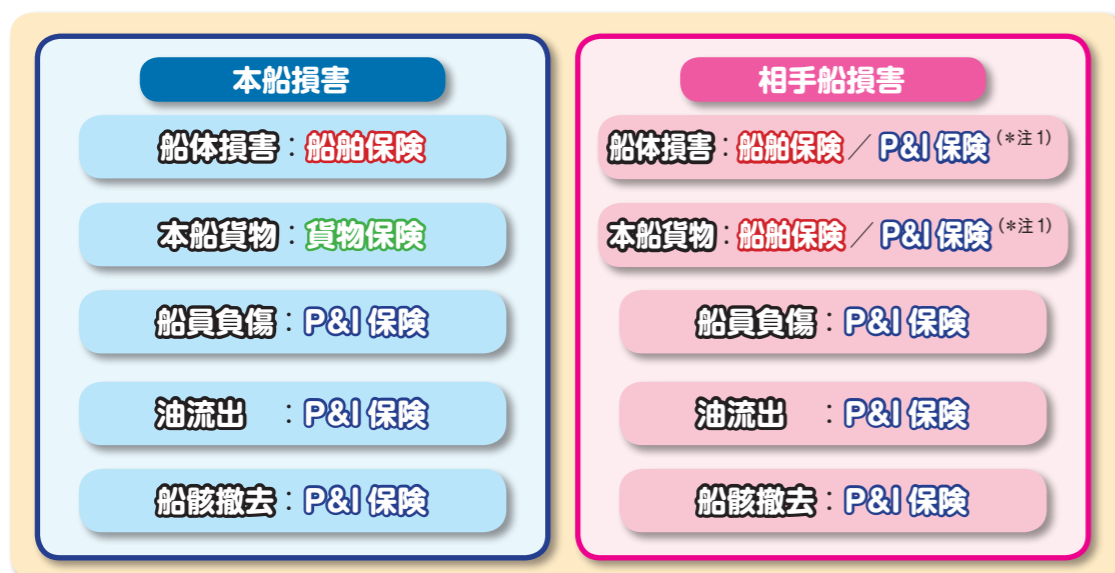 本船損害
船体損害：船舶保険
本船貨物：貨物保険
船員負傷：P&I 保険
油流出　：P&I 保険
船骸撤去：P&I 保険
相手船損害
船体損害：船舶保険／P&I 保険(*注1)
本船貨物：船舶保険／P&I 保険(*注1)
船員負傷：P&I 保険
油流出　：P&I 保険
船骸撤去：P&I 保険